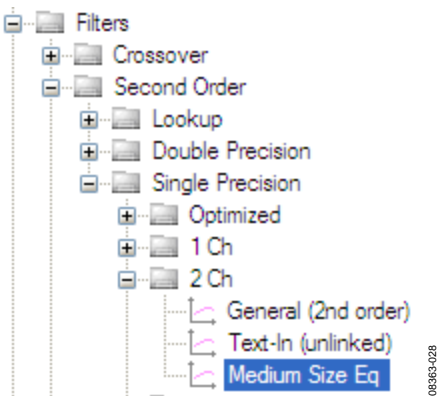 Filters
Crossover
Second Order
Lookup
Double Precision
Single Precision
Optimized
1 Ch
2 Ch
General (2nd order)
Text-In (unlinked)
Medium Size Eq
08363-028